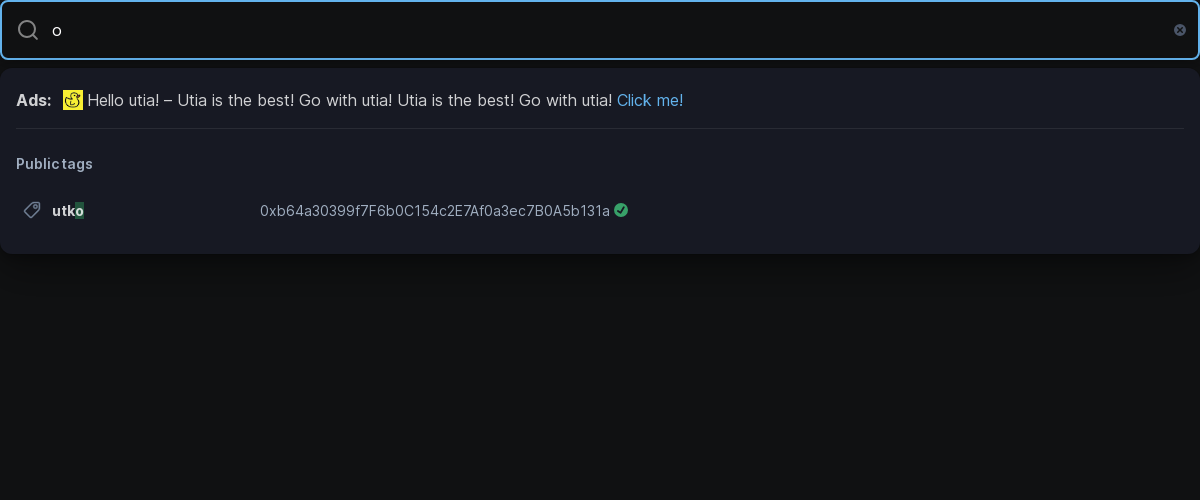 o
Ads: Hello utia! – Utia is the best! Go with utia! Utia is the best! Go with utia! Click me!
Public tags
utko 0xb64a30399f7F6b0C154c2E7Af0a3ec7B0A5b131a